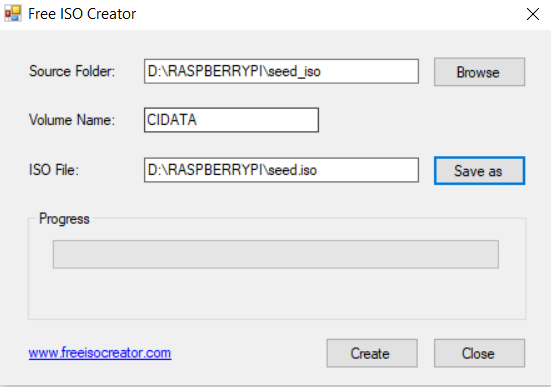 Free ISO Creator
Source Folder: D:\RASPBERRYPI\seed_iso Browse
Volume Name: CIDATA
ISO File: D:\RASPBERRYPI\seed.iso Save as
Progress
www.freeisocreator.com Create Close